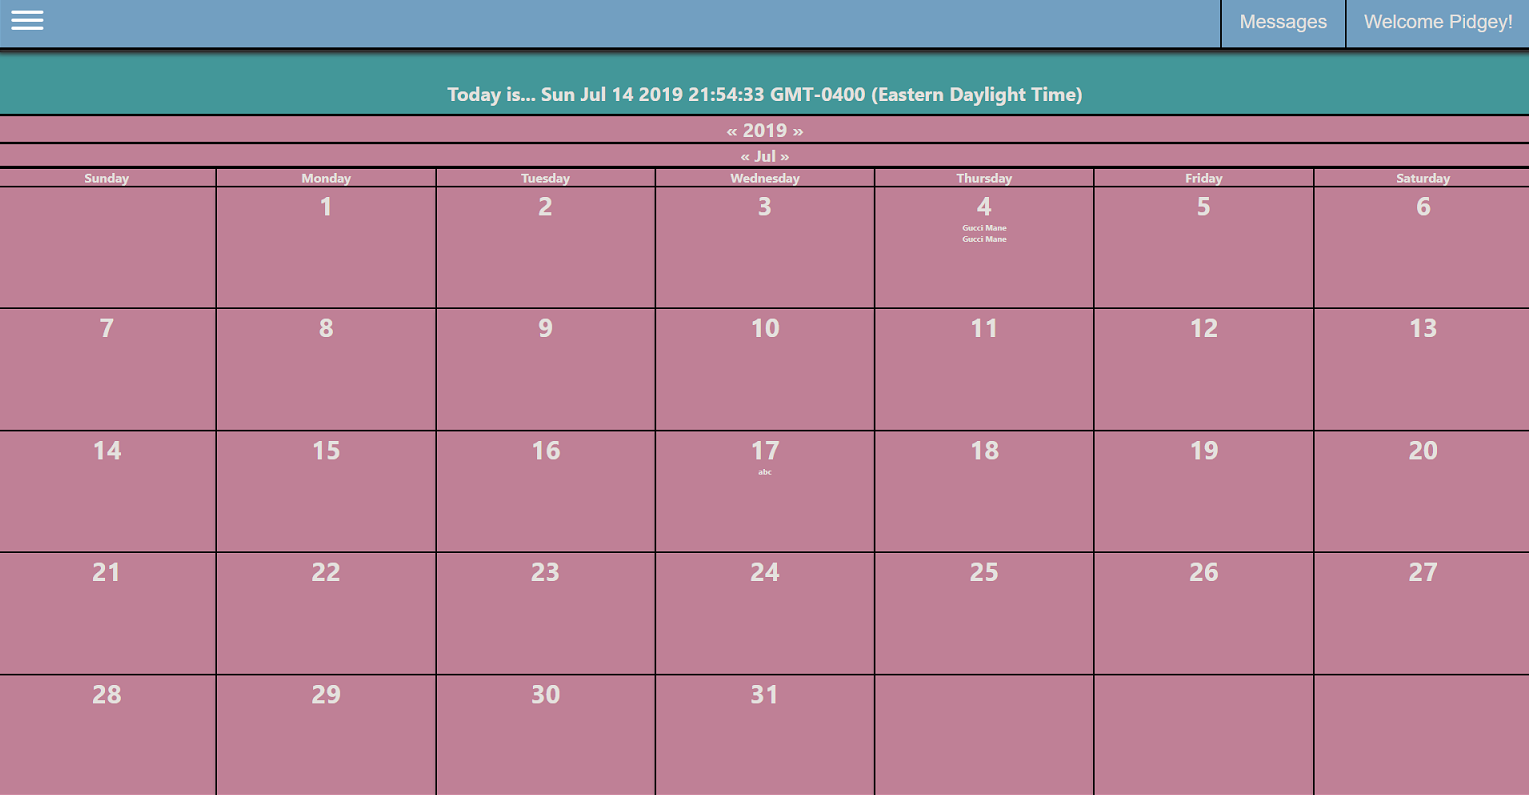 Messages Welcome Pidgey!
Today is... Sun Jul 14 2019 21:54:33 GMT-0400 (Eastern Daylight Time)
« 2019 »
« Jul »
Sunday Monday Tuesday Wednesday Thursday Friday Saturday
1 2 3 4 5 6
Gucci Mane
Gucci Mane
7 8 9 10 11 12 13
14 15 16 17 18 19 20
abc
21 22 23 24 25 26 27
28 29 30 31